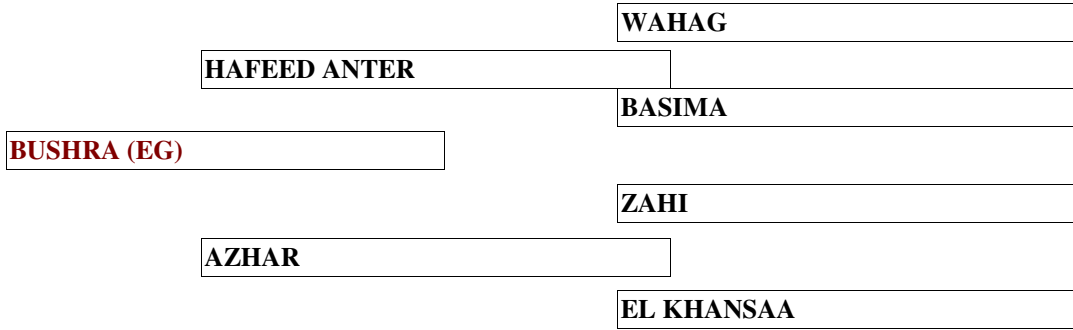 WAHAG
HAFEED ANTER
BASIMA
BUSHRA (EG)
ZAHI
AZHAR
EL KHANSAA